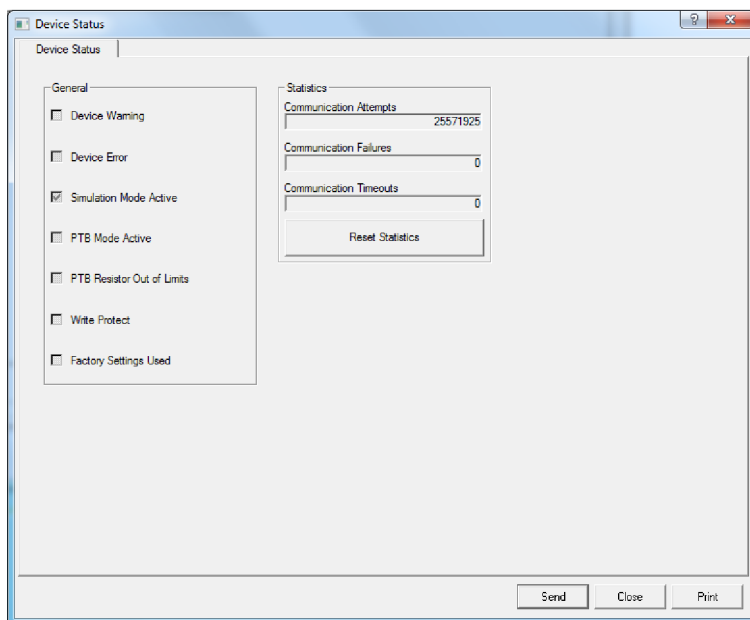 Device Status
Device Status
General
Device Warning
Device Error
Simulation Mode Active
PTB Mode Active
PTB Resistor Out of Limits
Write Protect
Factory Settings Used
Statistics
Communication Attempts
25571925
Communication Failures
0
Communication Timeouts
0
Reset Statistics
Send
Close
Print